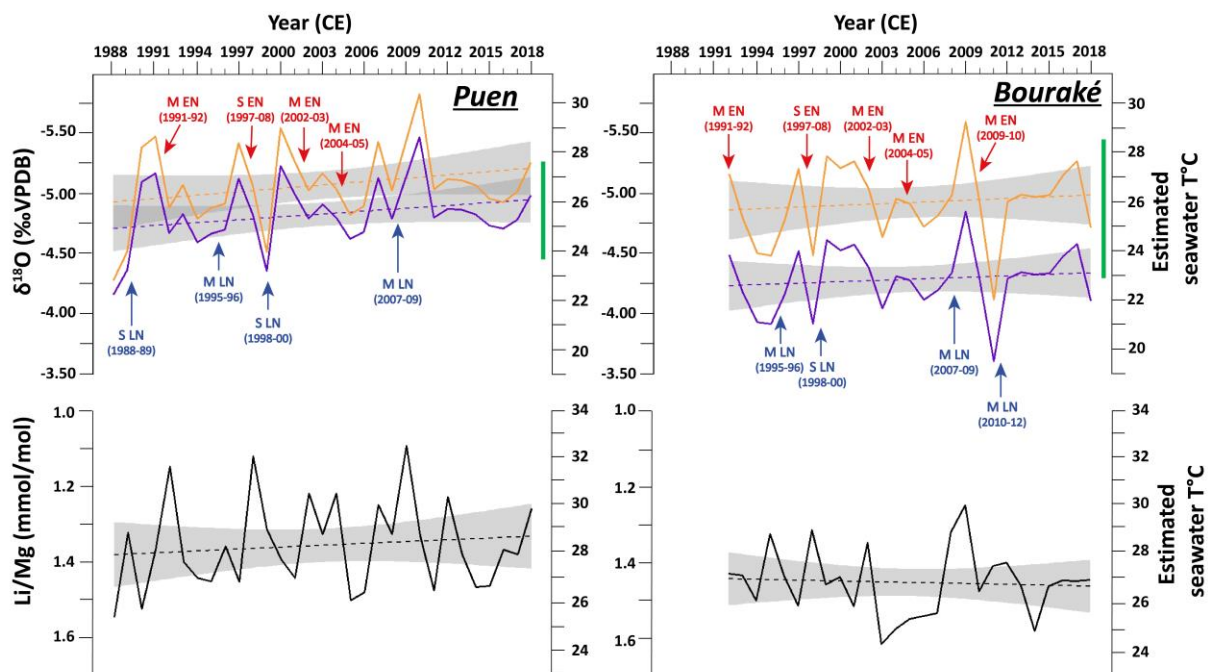 Year (CE)
1988 1991 1994 1997 2000 2003 2006 2009 2012 2015 2018
Puen
δ¹⁸O (‰VPDB)
-5.50
-5.00
-4.50
-4.00
-3.50
30
28
26
24
22
20
19
M EN
(1991-92)
S EN
(1997-08)
M EN
(2002-03)
M EN
(2004-05)
S LN
(1988-89)
M LN
(1995-96)
S LN
(1998-00)
M LN
(2007-09)
Year (CE)
1988 1991 1994 1997 2000 2003 2006 2009 2012 2015 2018
Bouraké
-5.50
-5.00
-4.50
-4.00
-3.50
30
28
26
24
22
20
Estimated
seawater T°C
M EN
(1991-92)
S EN
(1997-08)
M EN
(2002-03)
M EN
(2004-05)
M EN
(2009-10)
M LN
(1995-96)
S LN
(1998-00)
M LN
(2007-09)
M LN
(2010-12)
Li/Mg (mmol/mol)
1.0
1.2
1.4
1.6
34
32
30
28
26
24
1.0
1.2
1.4
1.6
34
32
30
28
26
24
Estimated
seawater T°C